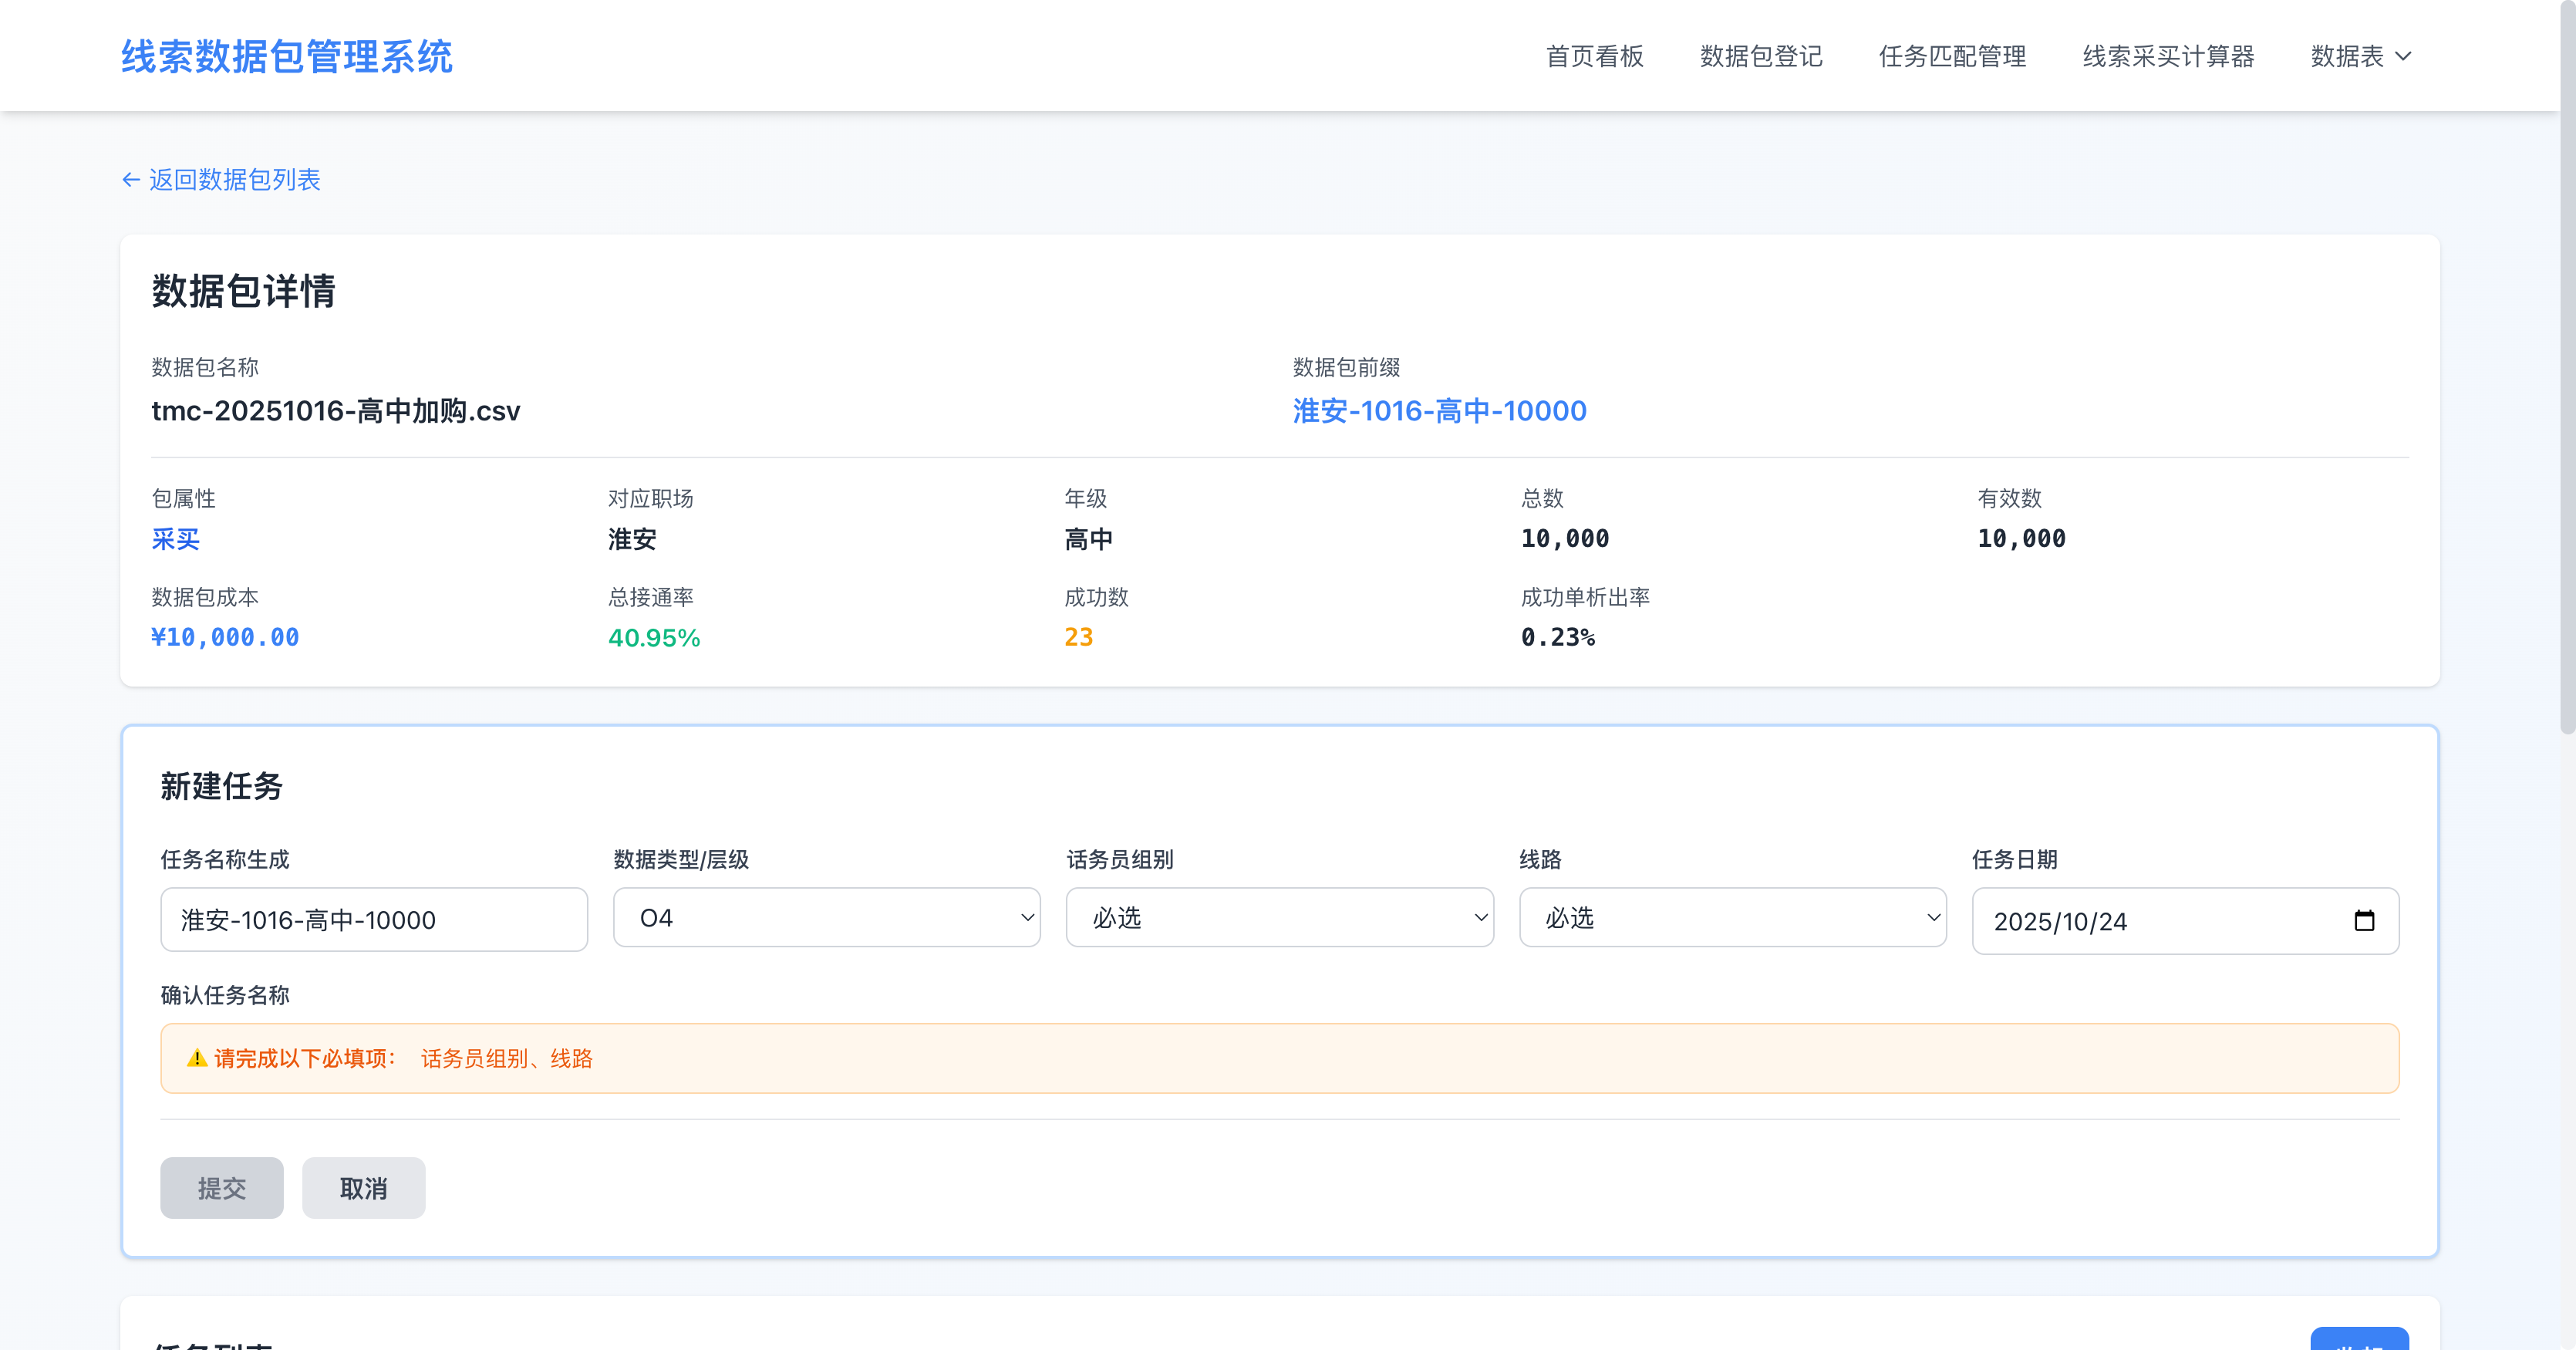 线索数据包管理系统
首页看板 数据包登记 任务匹配管理 线索采买计算器 数据表
← 返回数据包列表
数据包详情
数据包名称 数据包前缀
tmc-20251016-高中加购.csv 淮安-1016-高中-10000
包属性 对应职场 年级 总数 有效数
采买 淮安 高中 10,000 10,000
数据包成本 总接通率 成功数 成功单析出率
¥10,000.00 40.95% 23 0.23%
新建任务
任务名称生成 数据类型/层级 话务员组别 线路 任务日期
淮安-1016-高中-10000 O4 必选 必选 2025/10/24
确认任务名称
⚠️ 请完成以下必填项： 话务员组别、线路
提交 取消